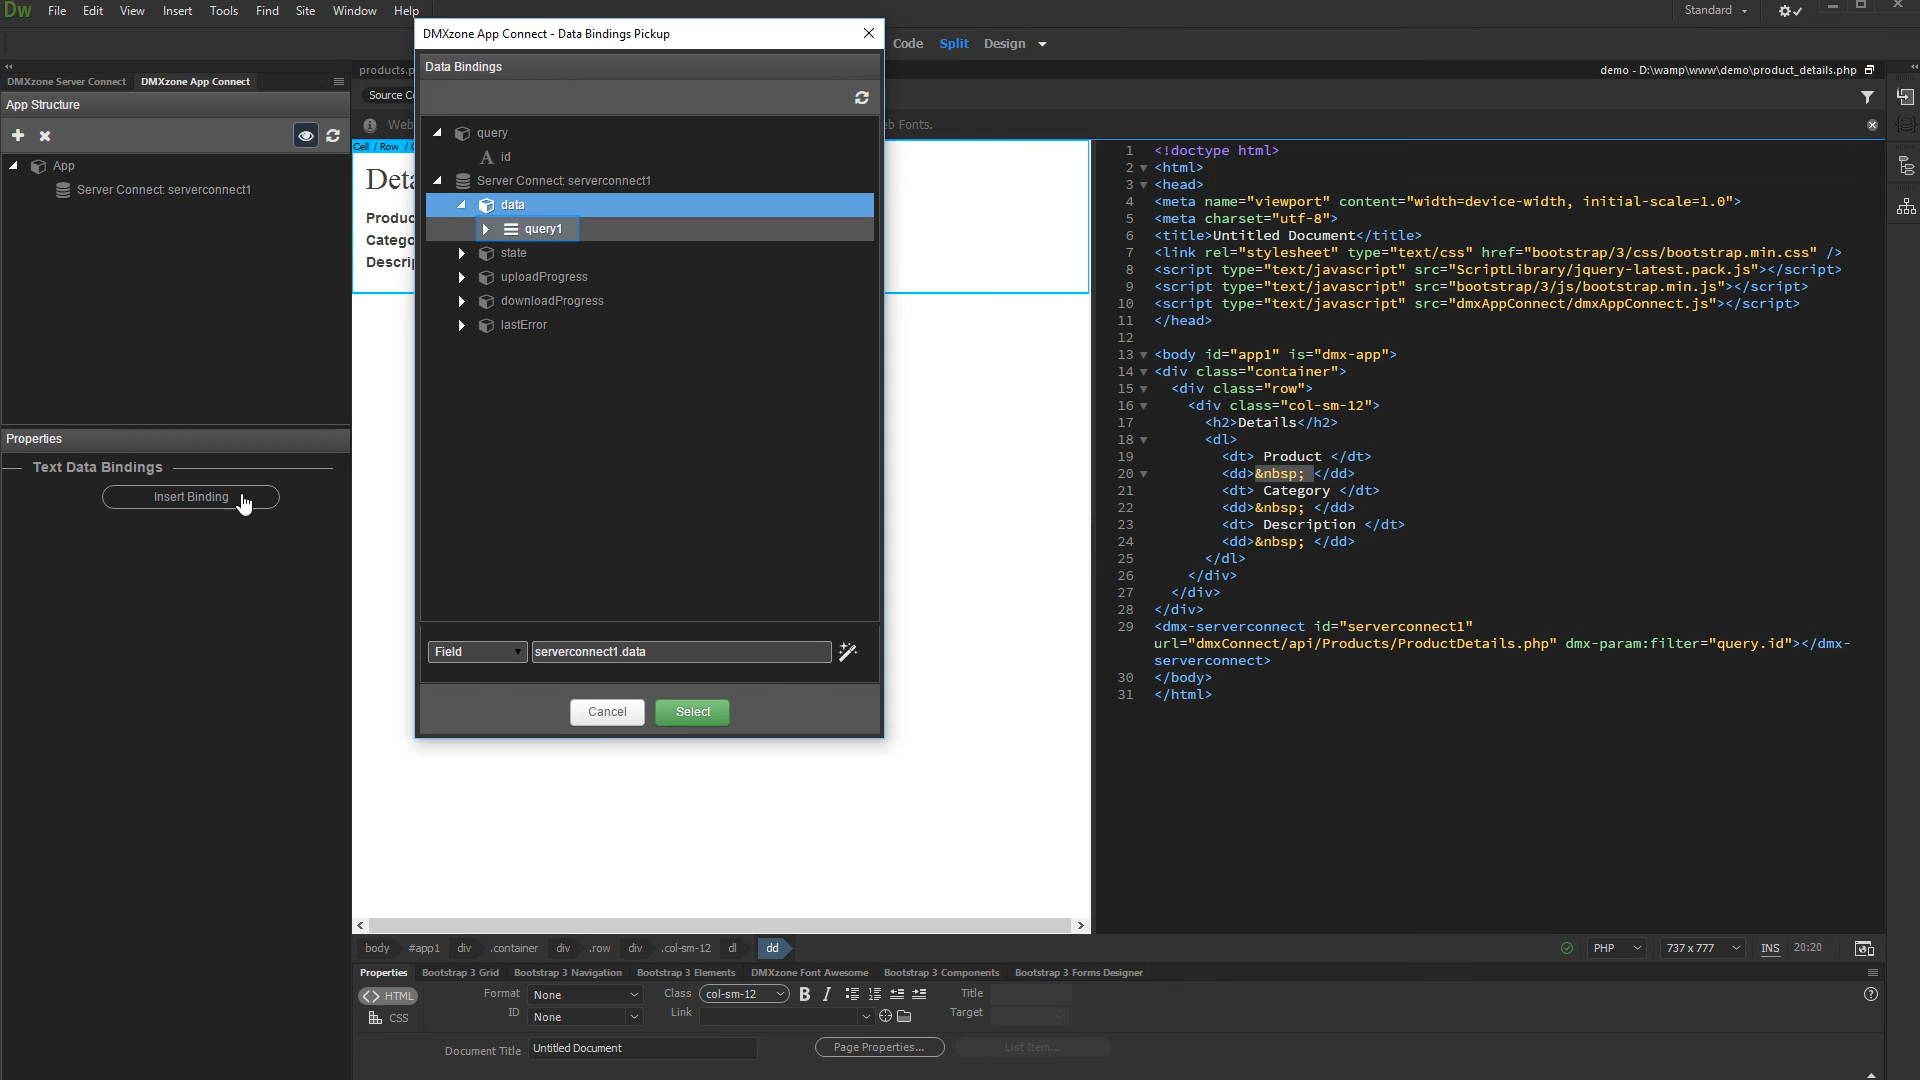 Dw File Edit View Insert Tools Find Site Window Help
Standard
DMXzone App Connect - Data Bindings Pickup
Code Split Design
Data Bindings
DMXzone Server Connect DMXzone App Connect
products.p
demo - D:\wamp\www\demo\product_details.php
App Structure
Source C
Web
b Fonts.
App
Server Connect: serverconnect1
Cell / Row /
Deta
Produc
Catego
Descrip
query
id
Server Connect: serverconnect1
data
query1
state
uploadProgress
downloadProgress
lastError
Field serverconnect1.data
Cancel Select
Properties
Text Data Bindings
Insert Binding
1 <!doctype html>
2 <html>
3 <head>
4 <meta name="viewport" content="width=device-width, initial-scale=1.0">
5 <meta charset="utf-8">
6 <title>Untitled Document</title>
7 <link rel="stylesheet" type="text/css" href="bootstrap/3/css/bootstrap.min.css" />
8 <script type="text/javascript" src="ScriptLibrary/jquery-latest.pack.js"></script>
9 <script type="text/javascript" src="bootstrap/3/js/bootstrap.min.js"></script>
10 <script type="text/javascript" src="dmxAppConnect/dmxAppConnect.js"></script>
11 </head>
12
13 <body id="app1" is="dmx-app">
14 <div class="container">
15 <div class="row">
16 <div class="col-sm-12">
17 <h2>Details</h2>
18 <dl>
19 <dt> Product </dt>
20 <dd>&nbsp; </dd>
21 <dt> Category </dt>
22 <dd>&nbsp; </dd>
23 <dt> Description </dt>
24 <dd>&nbsp; </dd>
25 </dl>
26 </div>
27 </div>
28 </div>
29 <dmx-serverconnect id="serverconnect1"
url="dmxConnect/api/Products/ProductDetails.php" dmx-param:filter="query.id"></dmx-
serverconnect>
30 </body>
31 </html>
body #app1 div .container div .row div .col-sm-12 dl dd
PHP 737 x 777 INS 20:20
Properties Bootstrap 3 Grid Bootstrap 3 Navigation Bootstrap 3 Elements DMXzone Font Awesome Bootstrap 3 Components Bootstrap 3 Forms Designer
HTML Format None Class col-sm-12 B I Title
CSS ID None Link Target
Document Title Untitled Document Page Properties... List Item...